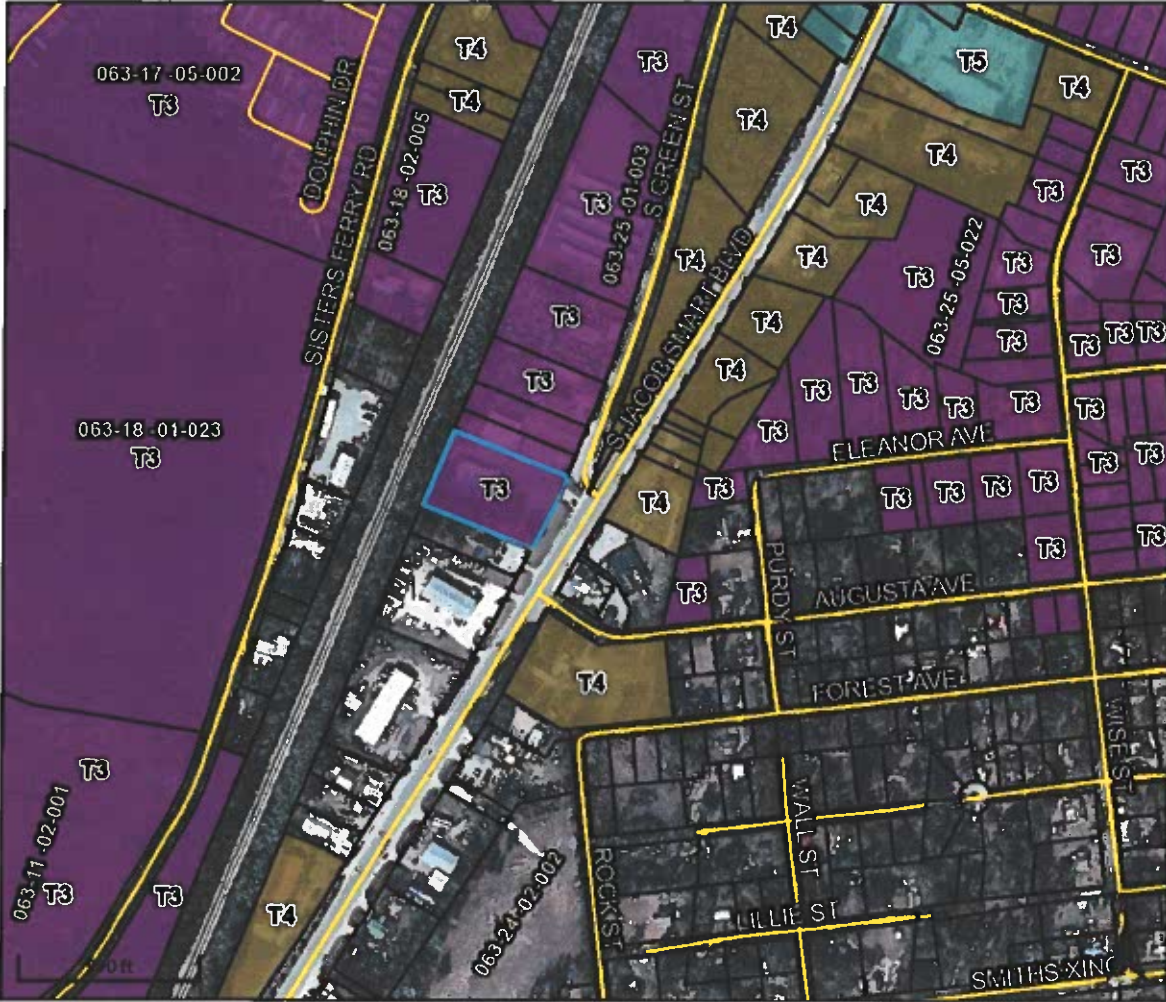 T4
T3
T4
T5
063-17 -05-002
T3
T4
T4
T4
DOLPHIN DR
063-18 -02-005
T4
T3
T3
T3
T3
T4
063-25 -01-003
S. GREEN ST
SISTERS FERRY RD
T4
T4
T3
T3
T3
063-25 -05-022
T3
T3
T4
T3
T3
T3
T3
S. JACOB SMART BLVD
T4
T3
T3
T3
T3
T3
T3
T3
T3
063-18 -01-023
T3
T3
ELEANOR AVE
T3
T3
T3
T3
T4
T3
T3
T3
T3
T3
T3
T3
PURDY ST
T3
AUGUSTA AVE
T4
FOREST AVE
WISE ST
T3
063-11 -02-001
T3
T3
WALL ST
T4
063-24 -02-002
ROCK ST
LILLIE ST
SMITHS XING